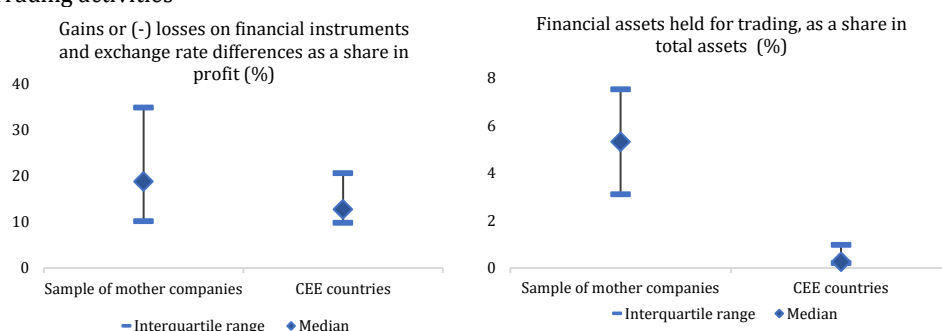 Trading activities
Gains or (-) losses on financial instruments
and exchange rate differences as a share in
profit (%)
40
30
20
10
0
Sample of mother companies
CEE countries
Interquartile range
Median
Financial assets held for trading, as a share in
total assets (%)
8
6
4
2
0
Sample of mother companies
CEE countries
Interquartile range
Median